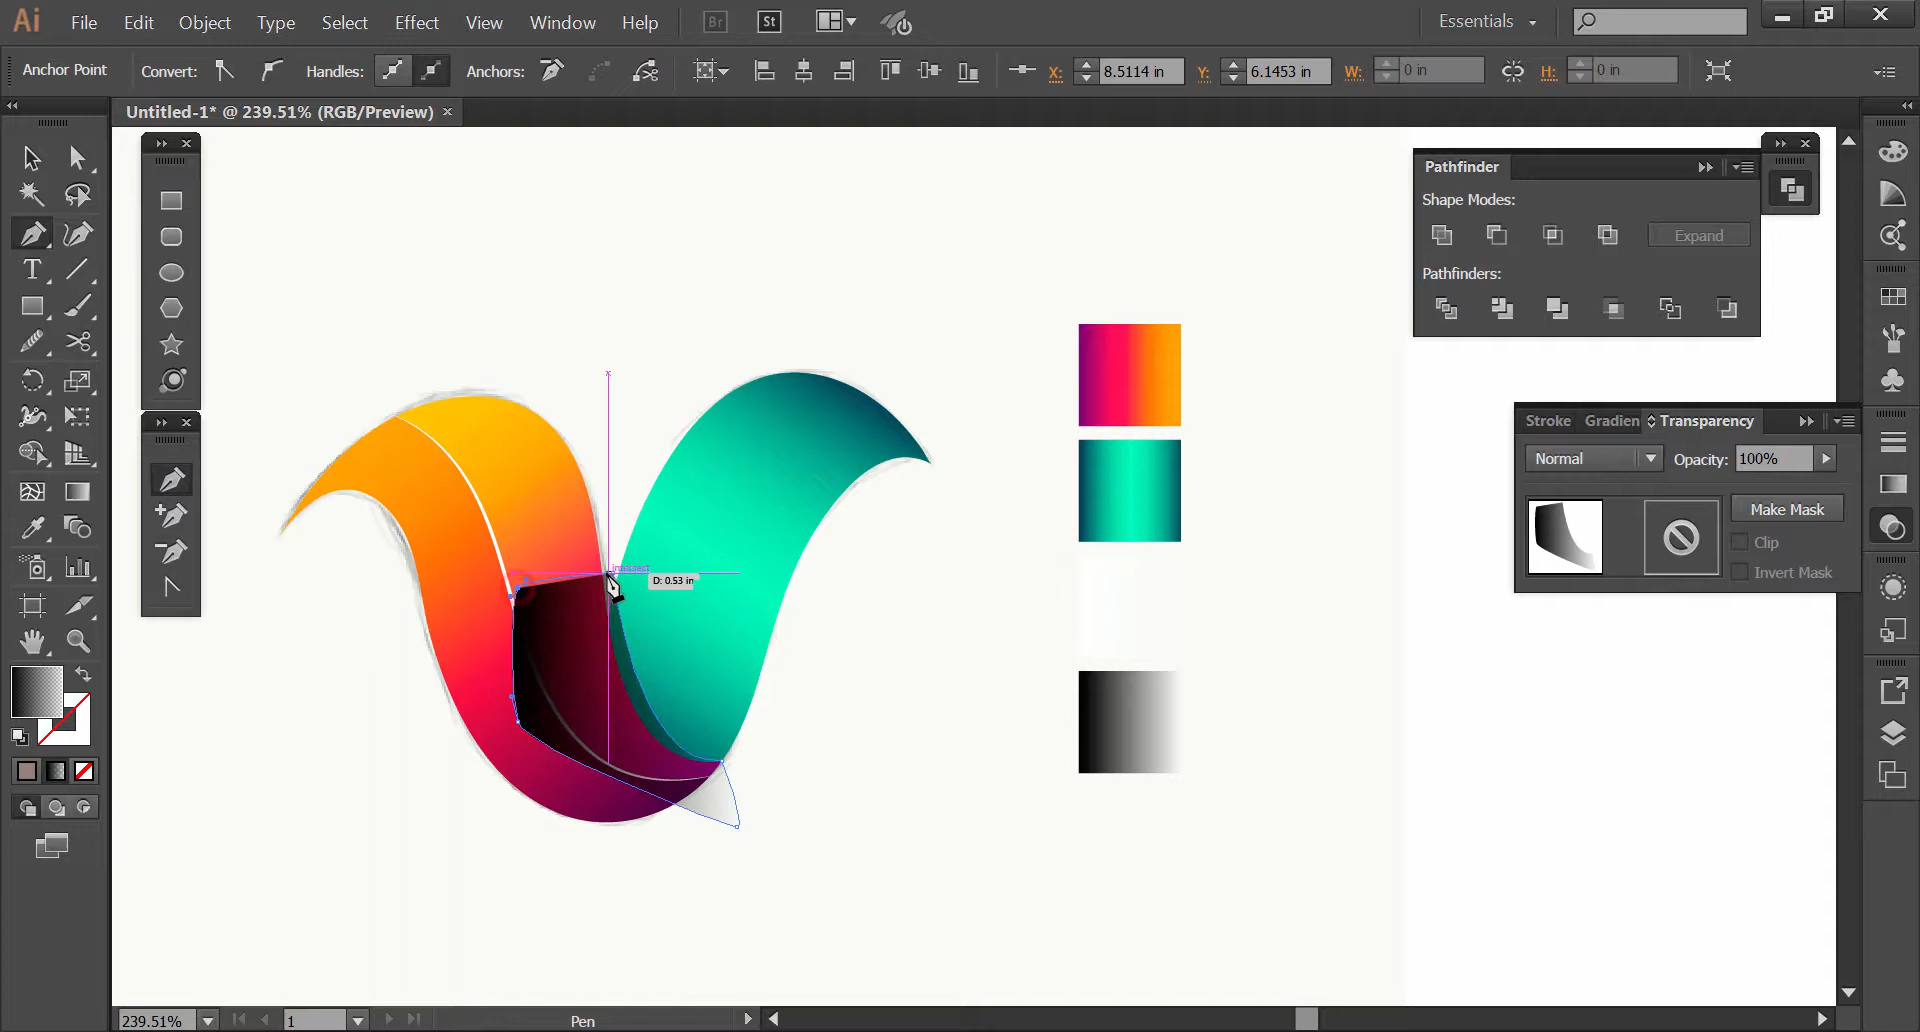 Ai File Edit Object Select Effect View Window Help Br St Essentials
Anchor Point Convert: Handles: Anchors: X: 8.5114 in Y: 6.1453 in W: 0 in H: 0 in
Untitled-1* @ 239.51% (RGB/Preview)
Pathfinder
Shape Modes:
Expand
Pathfinders:
Stroke Gradien Transparency
Normal Opacity: 100%
Make Mask
Clip
Invert Mask
intersect
D: 0.53 in
239.51% 1 Pen